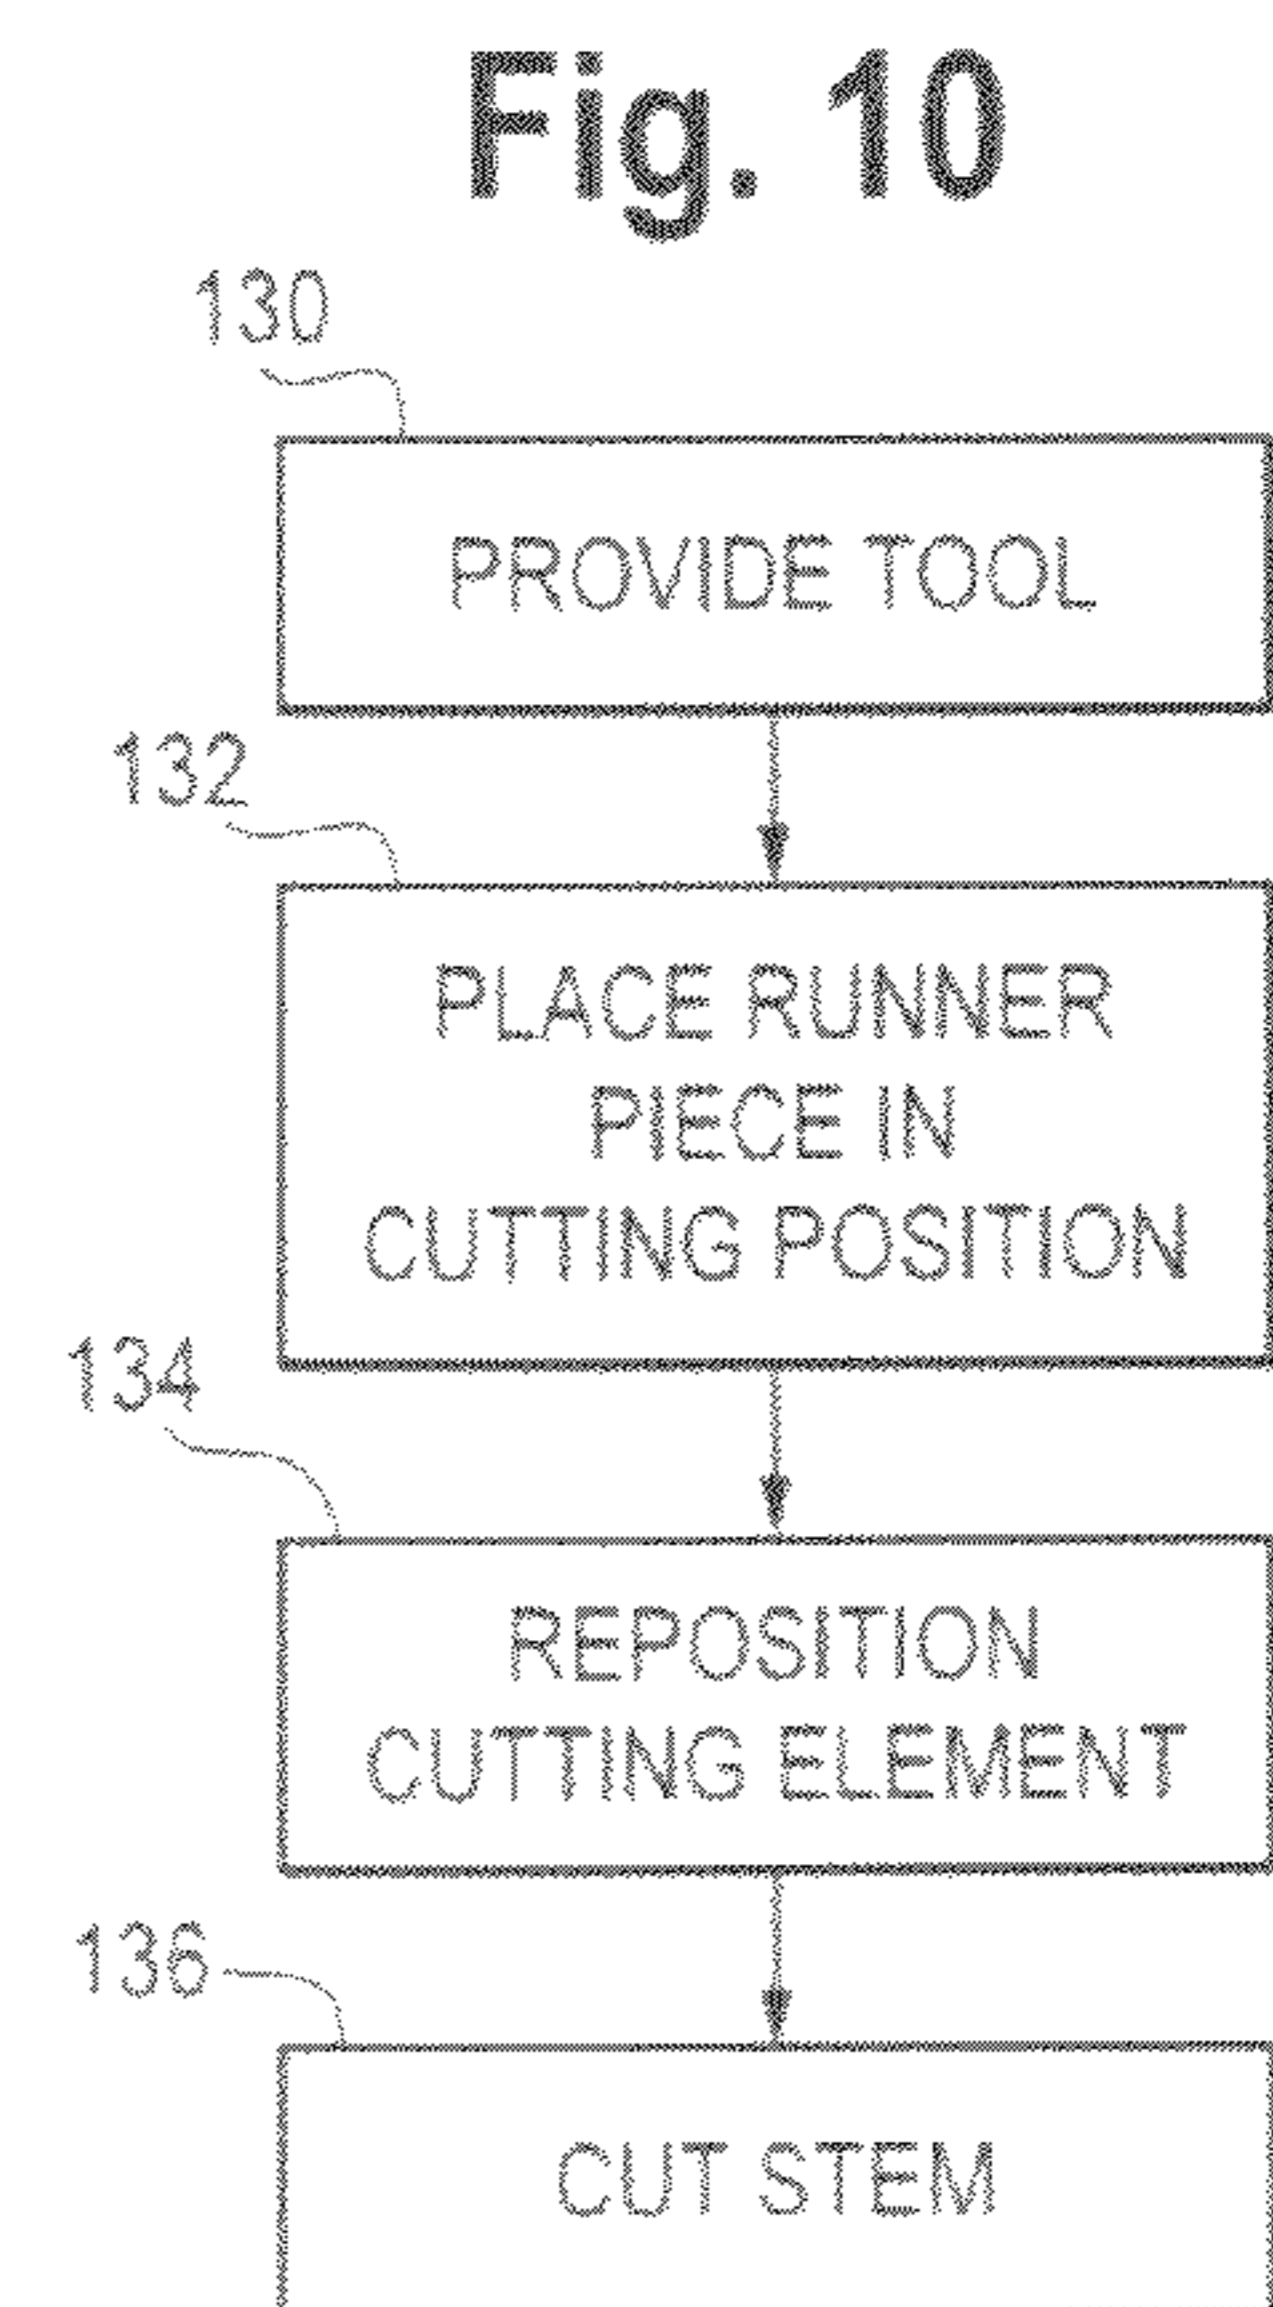 Fig. 10
130
PROVIDE TOOL
132
PLACE RUNNER
PIECE IN
CUTTING POSITION
134
REPOSITION
CUTTING ELEMENT
136
CUT STEM